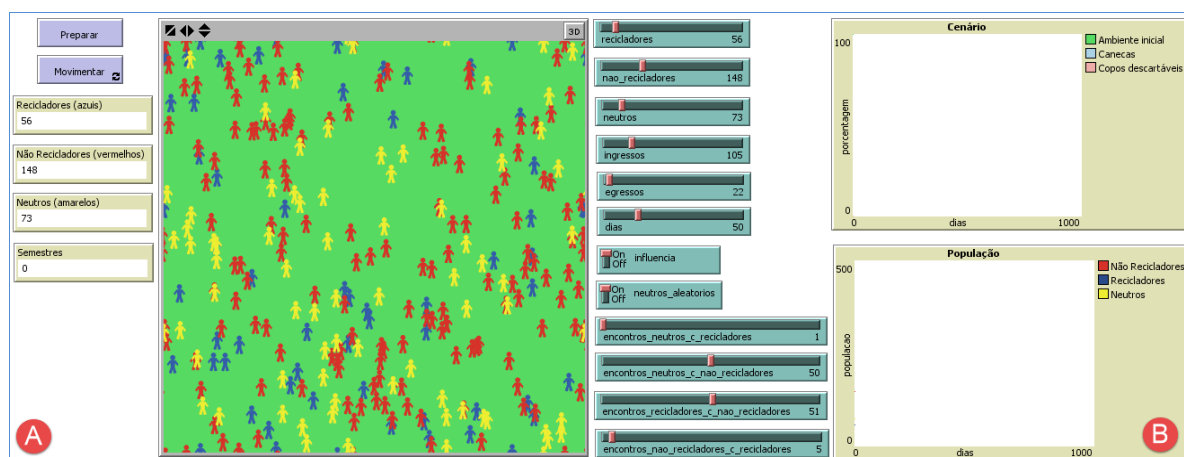 Preparar
Movimentar
Recicladores (azuis)
56
Não Recicladores (vermelhos)
148
Neutros (amarelos)
73
Semestres
0
A
3D
recicladores 56
nao_recicladores 148
neutros 73
ingressos 105
egressos 22
dias 50
On
Off
influencia
On
Off
neutros_aleatorios
encontros_neutros_c_recicladores 1
encontros_neutros_c_nao_recicladores 50
encontros_recicladores_c_nao_recicladores 51
encontros_nao_recicladores_c_recicladores 5
Cenário
100
porcentagem
0
0 dias 1000
Ambiente inicial
Canecas
Copos descartáveis
População
500
populacao
0
0 dias 1000
Não Recicladores
Recicladores
Neutros
B